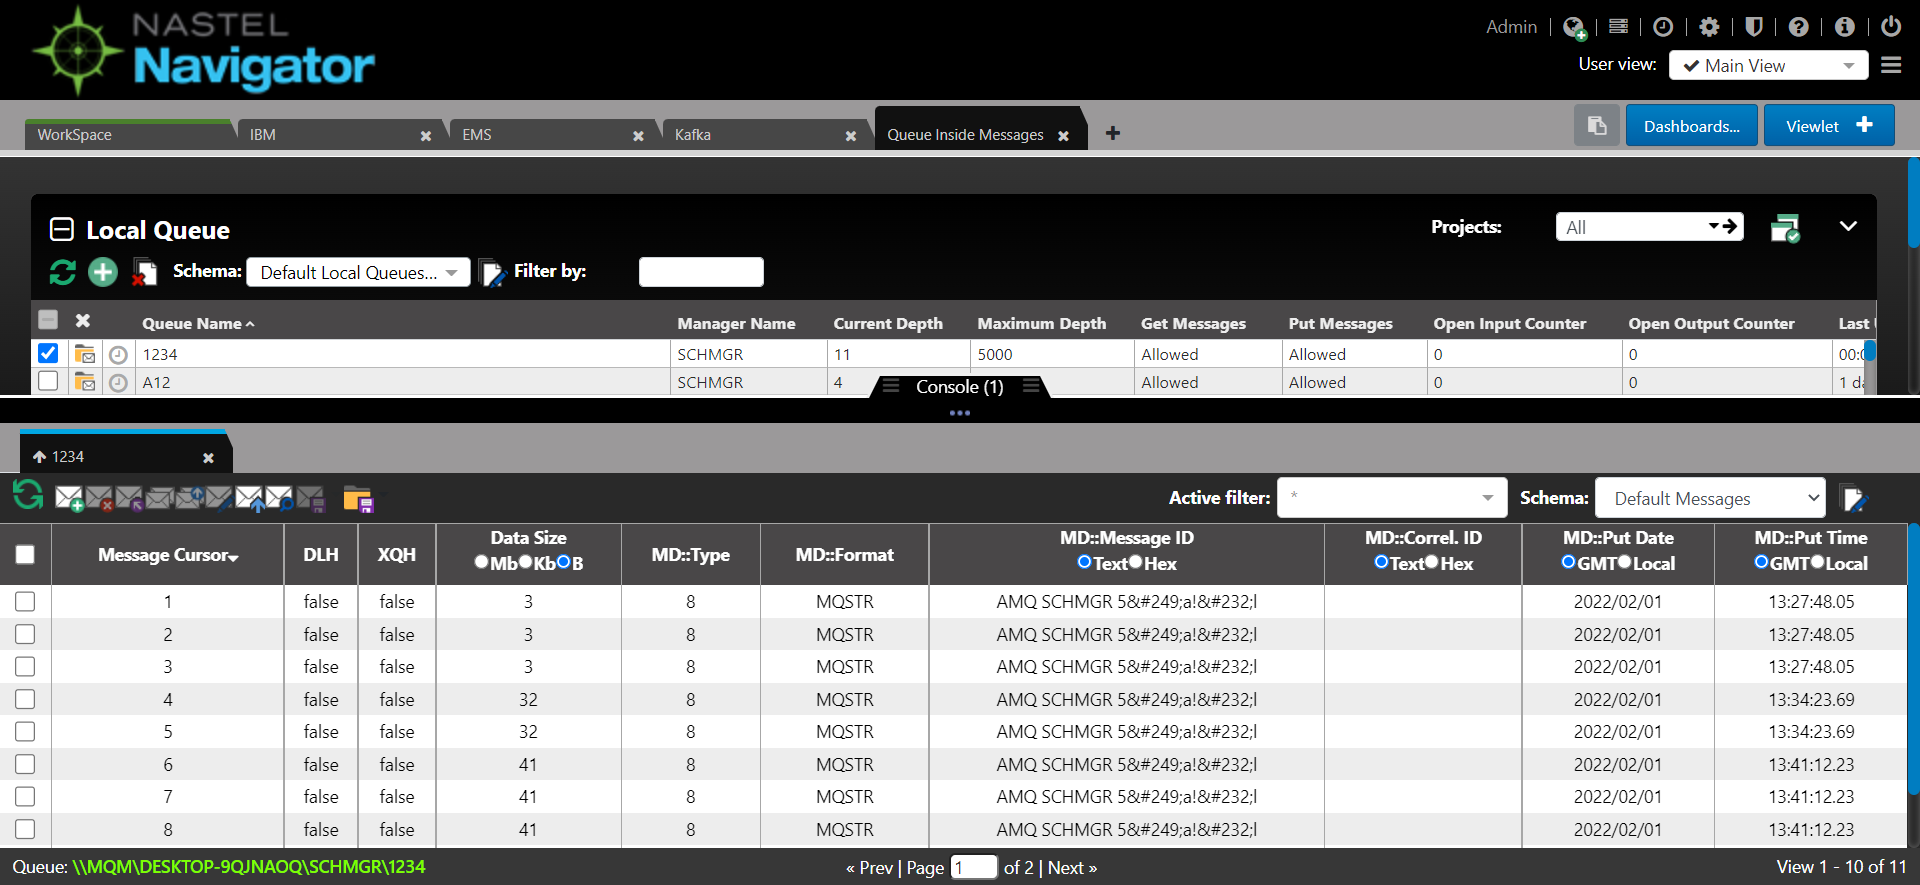 NASTEL
Navigator
Admin
User view: Main View
WorkSpace IBM EMS Kafka Queue Inside Messages
Dashboards... Viewlet
Local Queue
Projects: All
Schema: Default Local Queues... Filter by:
Queue Name Manager Name Current Depth Maximum Depth Get Messages Put Messages Open Input Counter Open Output Counter Last
1234 SCHMGR 11 5000 Allowed Allowed 0 0 00:0
A12 SCHMGR 4 Allowed Allowed 0 0 1 da
Console (1)
1234
Active filter: * Schema: Default Messages
Message Cursor DLH XQH Data Size Mb Kb B MD::Type MD::Format MD::Message ID Text Hex MD::Correl. ID Text Hex MD::Put Date GMT Local MD::Put Time GMT Local
1 false false 3 8 MQSTR AMQ SCHMGR 5&#249;a!&#232;l 2022/02/01 13:27:48.05
2 false false 3 8 MQSTR AMQ SCHMGR 5&#249;a!&#232;l 2022/02/01 13:27:48.05
3 false false 3 8 MQSTR AMQ SCHMGR 5&#249;a!&#232;l 2022/02/01 13:27:48.05
4 false false 32 8 MQSTR AMQ SCHMGR 5&#249;a!&#232;l 2022/02/01 13:34:23.69
5 false false 32 8 MQSTR AMQ SCHMGR 5&#249;a!&#232;l 2022/02/01 13:34:23.69
6 false false 41 8 MQSTR AMQ SCHMGR 5&#249;a!&#232;l 2022/02/01 13:41:12.23
7 false false 41 8 MQSTR AMQ SCHMGR 5&#249;a!&#232;l 2022/02/01 13:41:12.23
8 false false 41 8 MQSTR AMQ SCHMGR 5&#249;a!&#232;l 2022/02/01 13:41:12.23
Queue: \\MQM\DESKTOP-9QJNAOQ\SCHMGR\1234 « Prev | Page 1 of 2 | Next » View 1 - 10 of 11